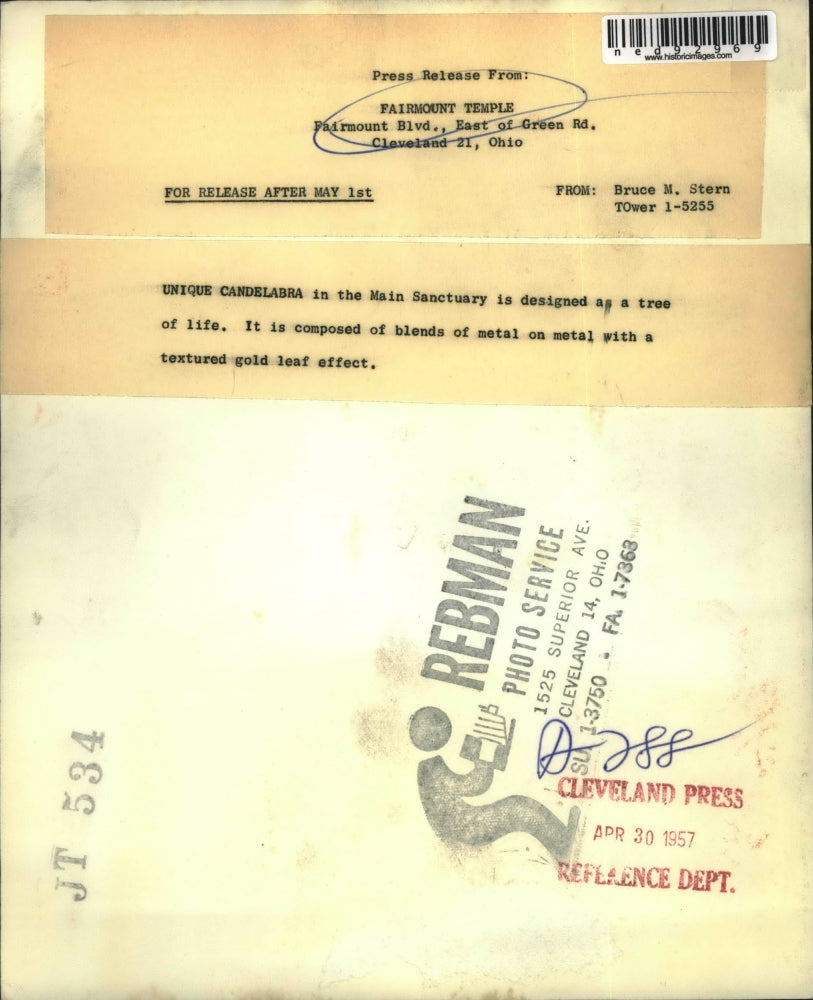 ned92969
www.historicimages.com
Press Release From:
FAIRMOUNT TEMPLE
Fairmount Blvd., East of Green Rd.
Cleveland 21, Ohio
FOR RELEASE AFTER MAY 1st
FROM: Bruce M. Stern
TOwer 1-5255
UNIQUE CANDELABRA in the Main Sanctuary is designed as a tree
of life. It is composed of blends of metal on metal with a
textured gold leaf effect.
REBMAN
PHOTO SERVICE
1525 SUPERIOR AVE.
CLEVELAND 14, OHIO
SU. 1-3750 • FA. 1-7368
A-288
CLEVELAND PRESS
APR 30 1957
REFERENCE DEPT.
JT 534